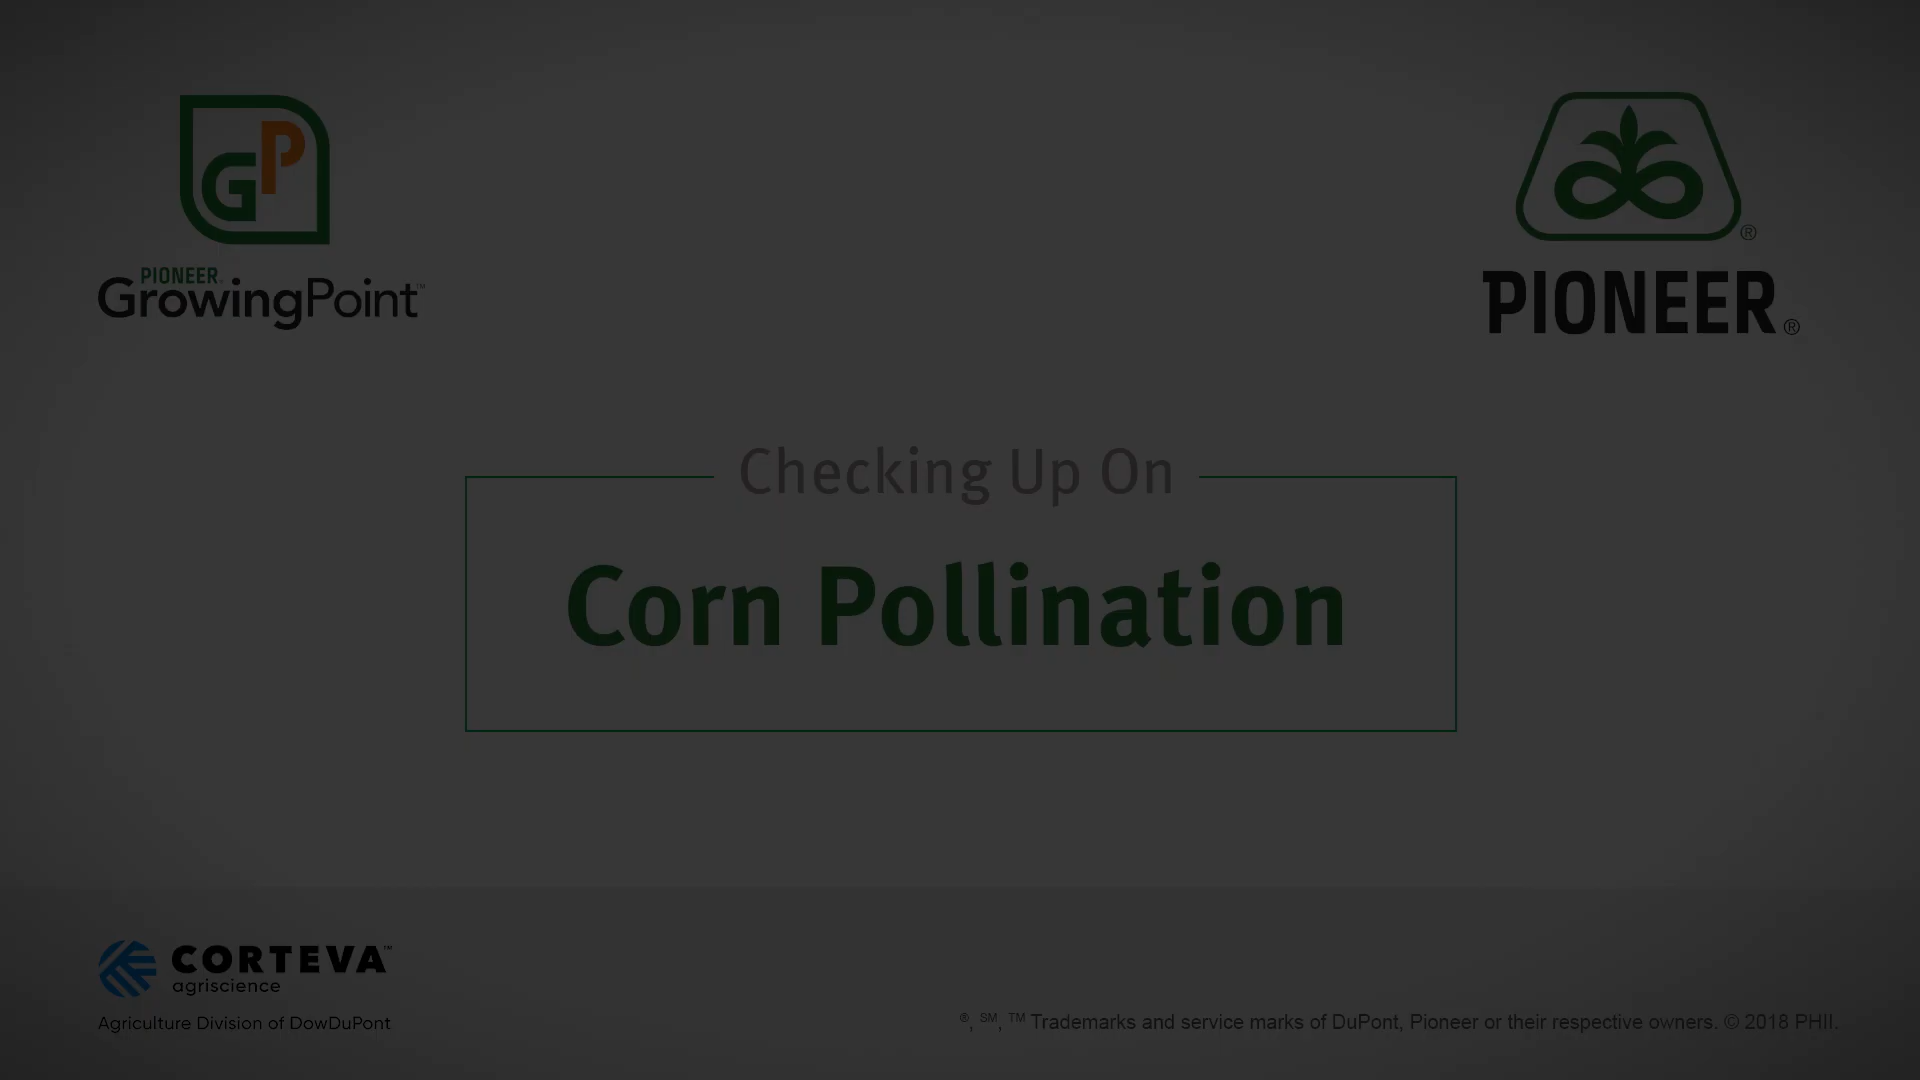 GP
PIONEER
GrowingPoint™
®
PIONEER®
Checking Up On
Corn Pollination
CORTEVA™
agriscience
Agriculture Division of DowDuPont
®, SM, TM Trademarks and service marks of DuPont, Pioneer or their respective owners. © 2018 PHII.